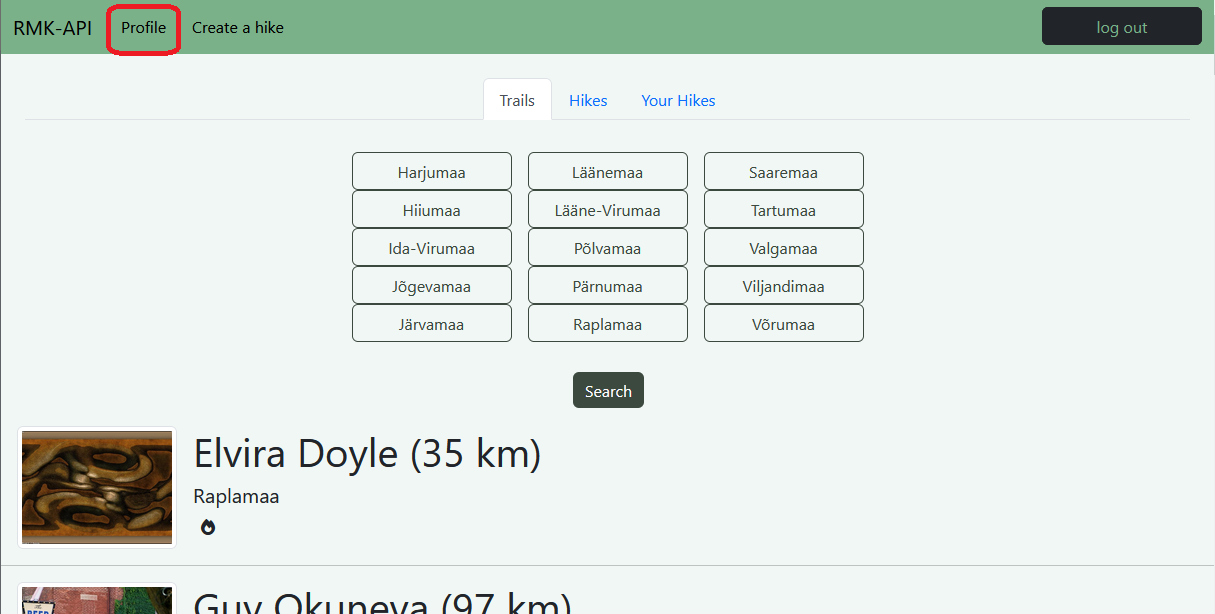 RMK-API Profile Create a hike log out
Trails Hikes Your Hikes
Harjumaa Läänemaa Saaremaa
Hiiumaa Lääne-Virumaa Tartumaa
Ida-Virumaa Põlvamaa Valgamaa
Jõgevamaa Pärnumaa Viljandimaa
Järvamaa Raplamaa Võrumaa
Search
Elvira Doyle (35 km)
Raplamaa
Guy Okuneva (97 km)